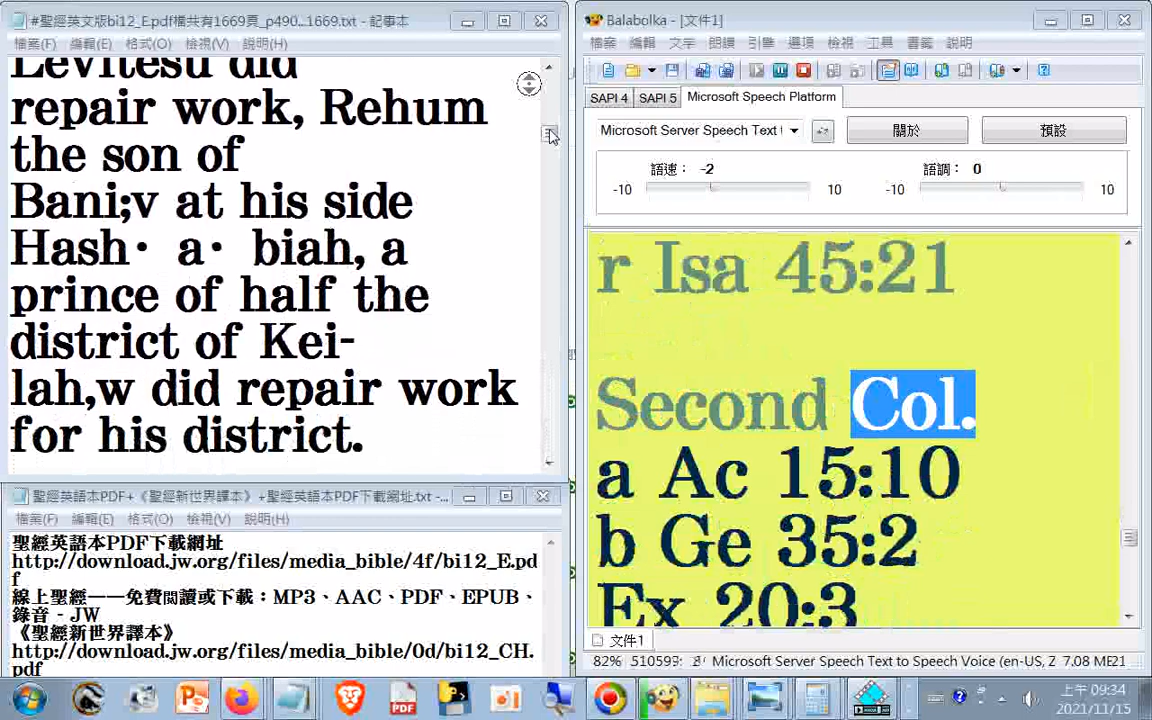 #聖經英文版bi12_E.pdf檔共有1669頁_p490...1669.txt - 記事本
檔案(F) 編輯(E) 格式(O) 檢視(V) 說明(H)
Levitesu did
repair work, Rehum
the son of
Bani;v at his side
Hash· a· biah, a
prince of half the
district of Kei-
lah,w did repair work
for his district.
聖經英語本PDF+《聖經新世界譯本》+聖經英語本PDF下載網址.txt -...
檔案(F) 編輯(E) 格式(O) 檢視(V) 說明(H)
聖經英語本PDF下載網址
http://download.jw.org/files/media_bible/4f/bi12_E.pd
f
線上聖經——免費閱讀或下載：MP3、AAC、PDF、EPUB、
錄音 - JW
《聖經新世界譯本》
http://download.jw.org/files/media_bible/0d/bi12_CH.
pdf
Balabolka - [文件1]
檔案 編輯 文字 朗讀 引擎 選項 檢視 工具 書籤 說明
SAPI 4 SAPI 5 Microsoft Speech Platform
Microsoft Server Speech Text 關於 預設
語速： -2 語調： 0
-10 10 -10 10
r Isa 45:21
Second Col.
a Ac 15:10
b Ge 35:2
Ex 20:3
文件1
82% 510593: Microsoft Server Speech Text to Speech Voice (en-US, Z 7.08 ME21
PDF
上午 09:34
2021/11/15